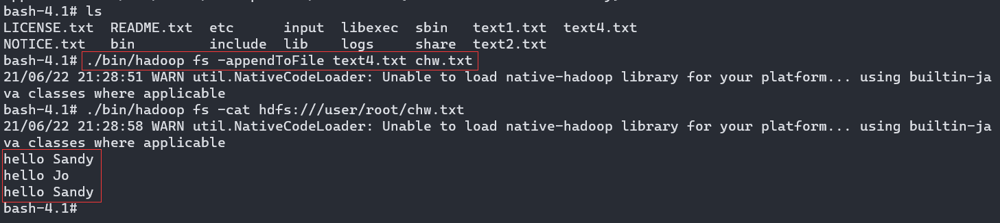 bash-4.1# ls
LICENSE.txt  README.txt  etc      input  libexec  sbin   text1.txt  text4.txt
NOTICE.txt   bin         include  lib    logs     share  text2.txt
bash-4.1# ./bin/hadoop fs -appendToFile text4.txt chw.txt
21/06/22 21:28:51 WARN util.NativeCodeLoader: Unable to load native-hadoop library for your platform... using builtin-ja
va classes where applicable
bash-4.1# ./bin/hadoop fs -cat hdfs:///user/root/chw.txt
21/06/22 21:28:58 WARN util.NativeCodeLoader: Unable to load native-hadoop library for your platform... using builtin-ja
va classes where applicable
hello Sandy
hello Jo
hello Sandy
bash-4.1#